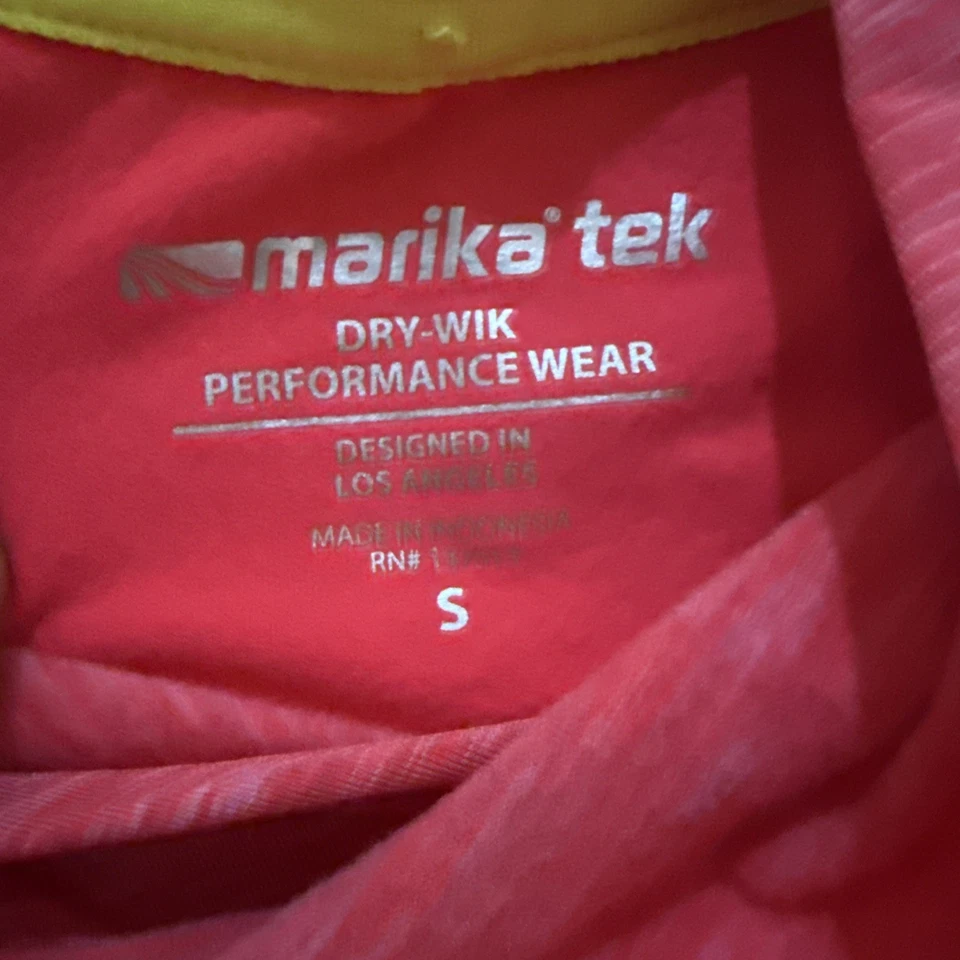 marika® tek
DRY-WIK
PERFORMANCE WEAR
DESIGNED IN
LOS ANGELES
MADE IN INDONESIA
RN#
S